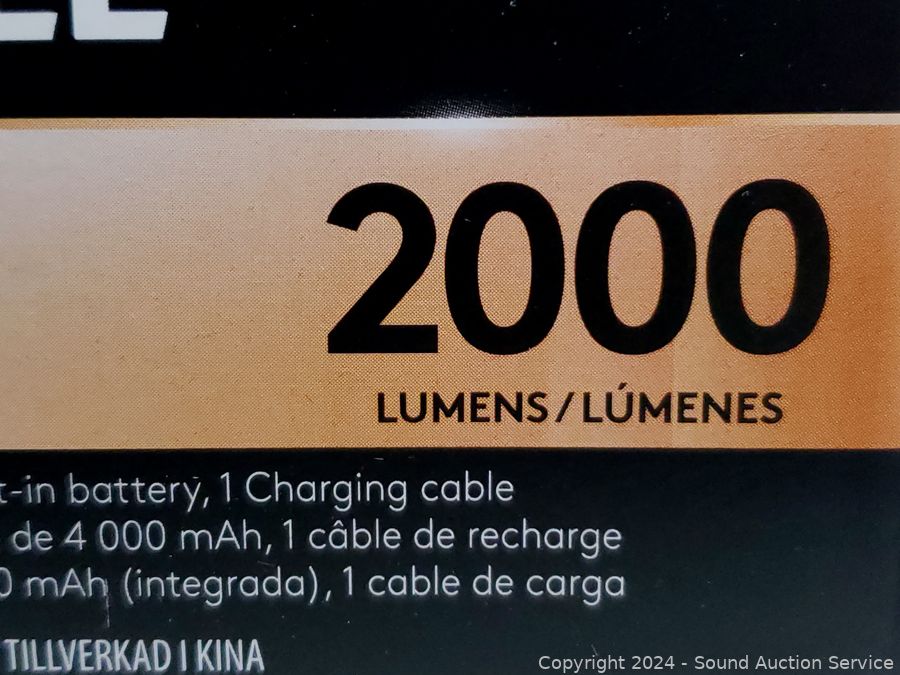 2000
LUMENS / LÚMENES
t-in battery, 1 Charging cable
de 4 000 mAh, 1 câble de recharge
0 mAh (integrada), 1 cable de carga
TILLVERKAD I KINA
Copyright 2024 - Sound Auction Service